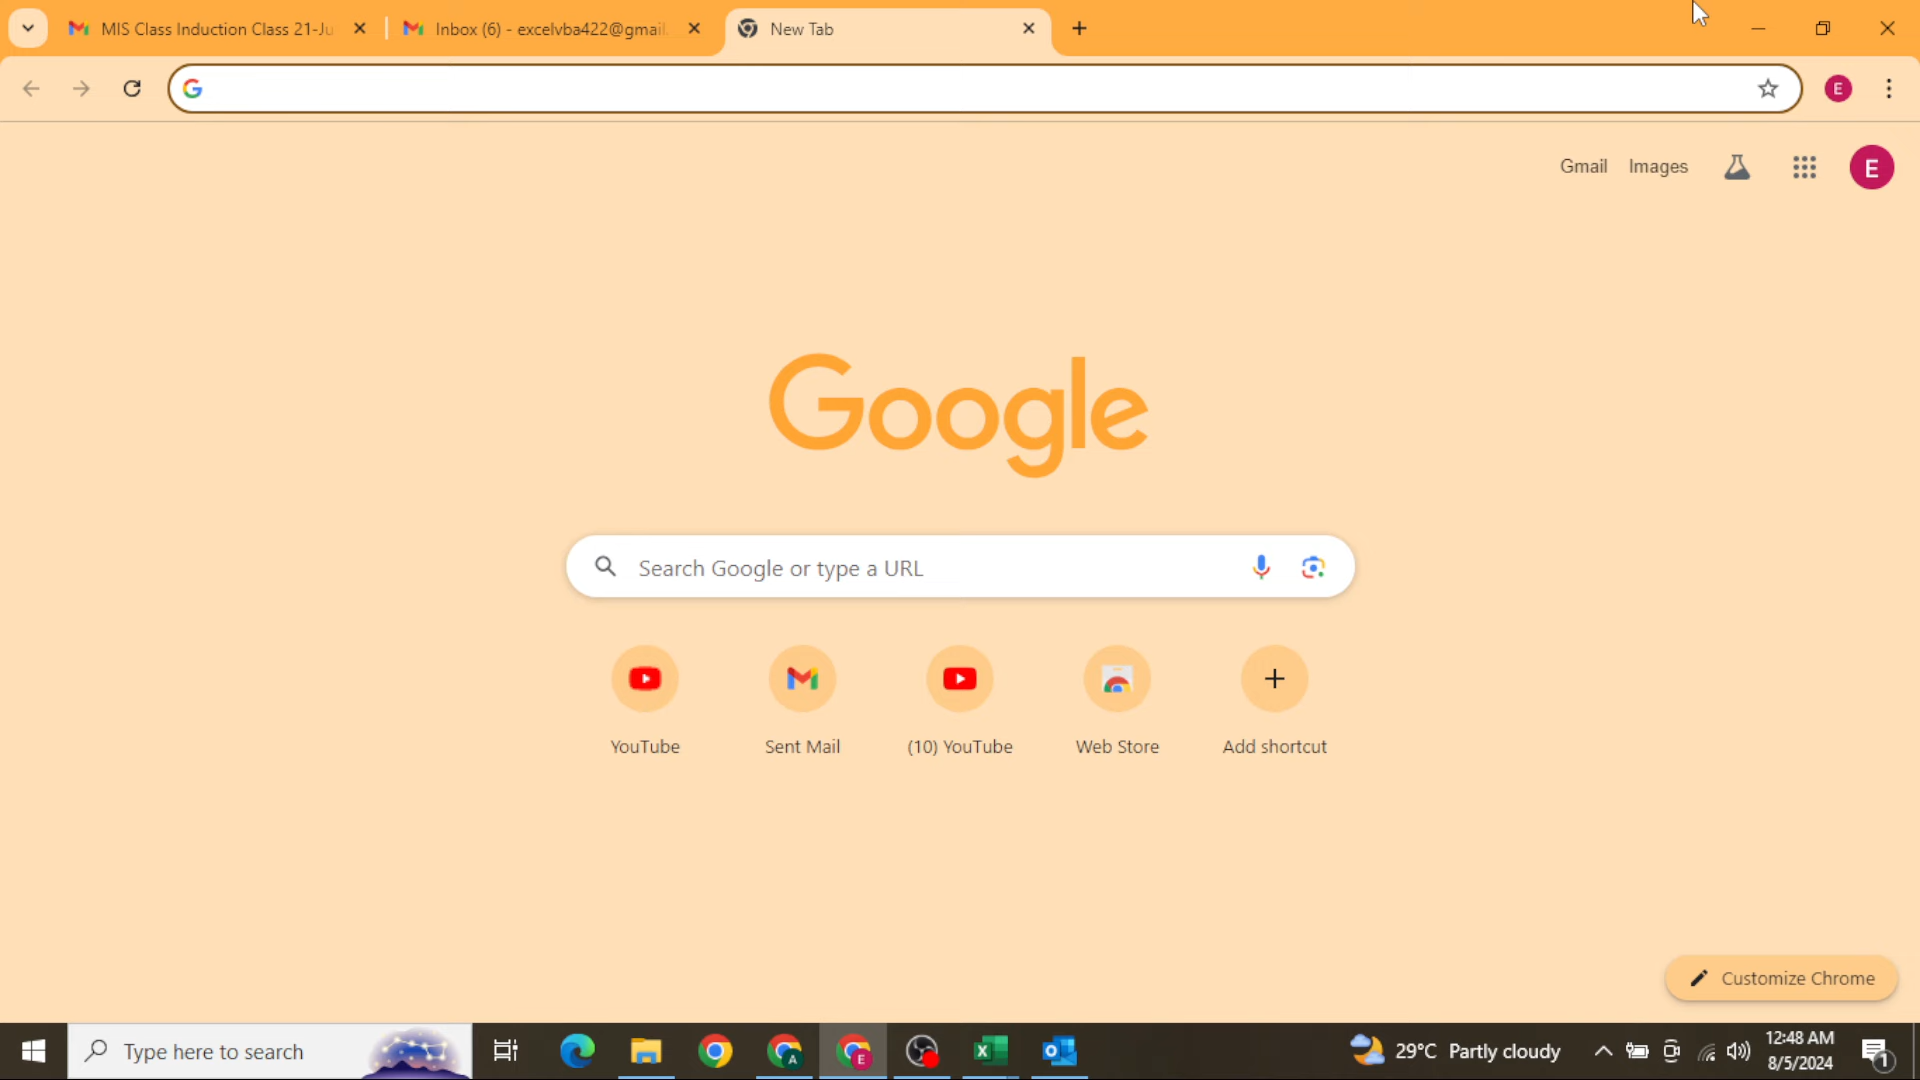 MIS Class Induction Class 21-Ju
Inbox (6) - excelvba422@gmail.
New Tab
E
Gmail
Images
E
Google
Search Google or type a URL
YouTube
Sent Mail
(10) YouTube
Web Store
Add shortcut
Customize Chrome
Type here to search
A
E
29°C Partly cloudy
12:48 AM
8/5/2024
1